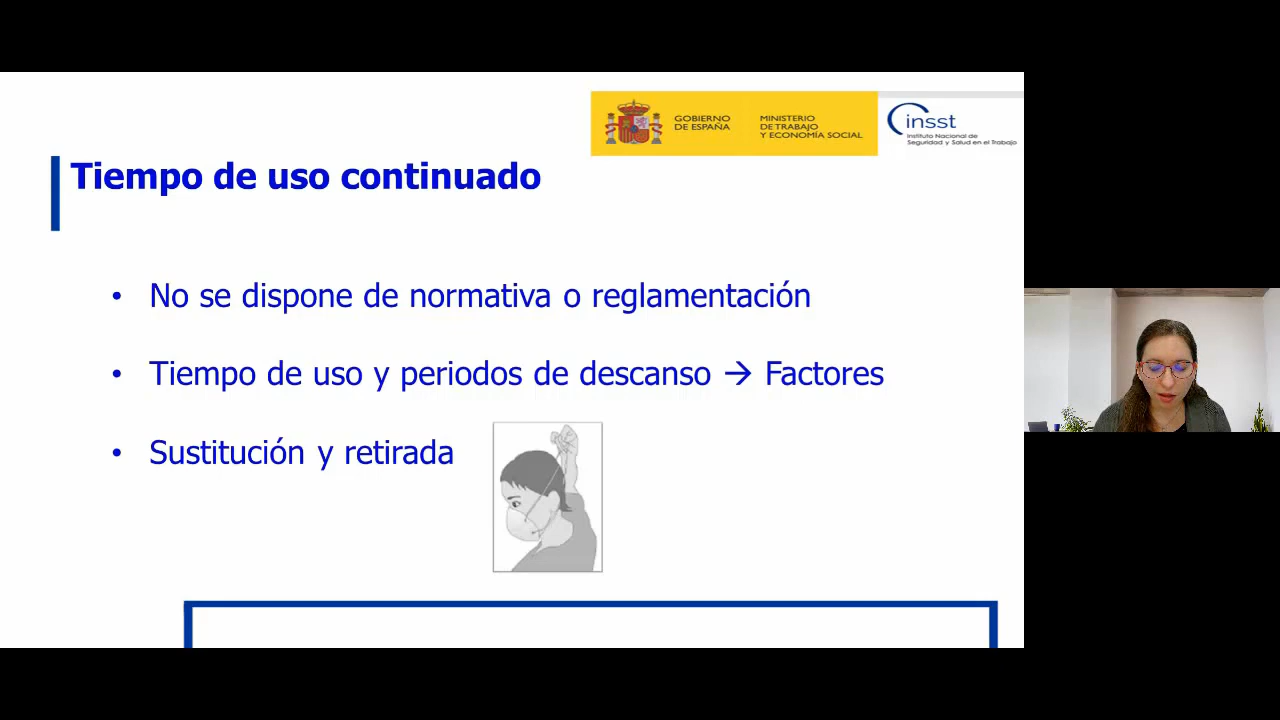 GOBIERNO
DE ESPAÑA
MINISTERIO
DE TRABAJO
Y ECONOMÍA SOCIAL
insst
Instituto Nacional de
Seguridad y Salud en el Trabajo
Tiempo de uso continuado
• No se dispone de normativa o reglamentación
• Tiempo de uso y periodos de descanso → Factores
• Sustitución y retirada